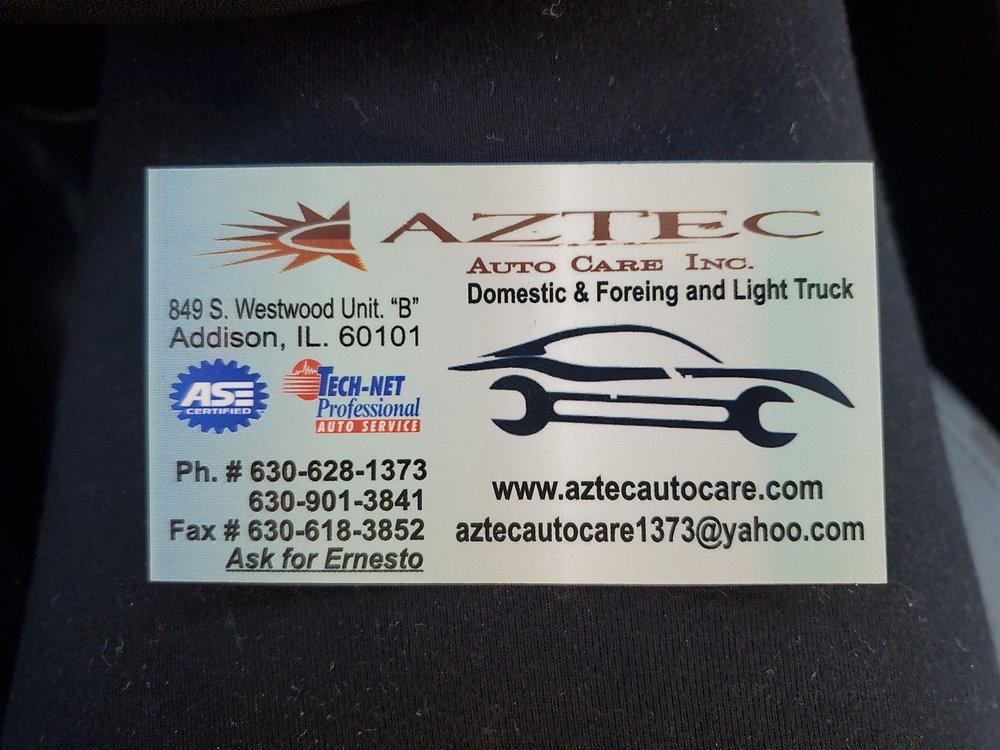 AZTEC
AUTO CARE INC.
Domestic & Foreing and Light Truck
849 S. Westwood Unit. “B”
Addison, IL. 60101
ASE
CERTIFIED
TECH-NET
Professional
AUTO SERVICE
Ph. # 630-628-1373
630-901-3841
Fax # 630-618-3852
Ask for Ernesto
www.aztecautocare.com
aztecautocare1373@yahoo.com